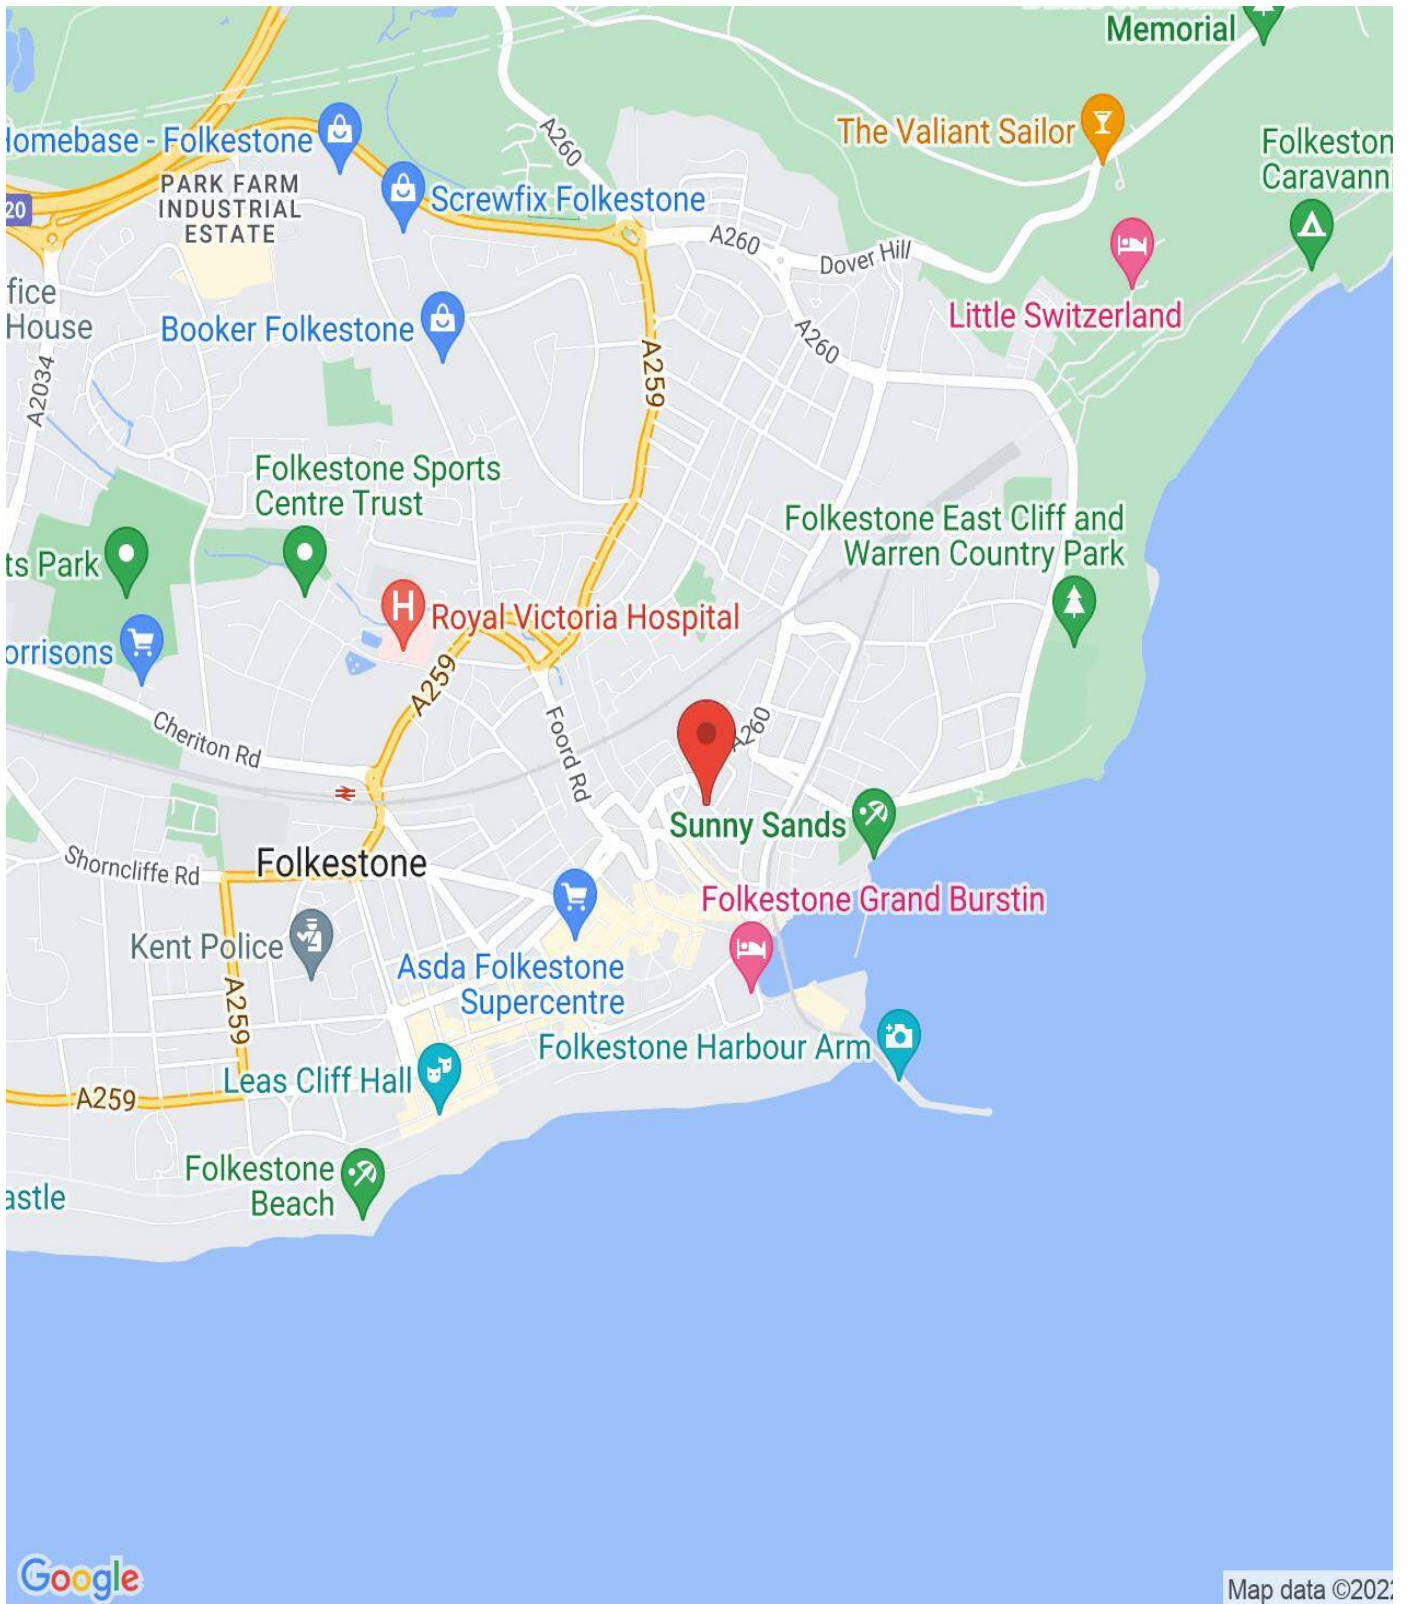 Memorial
The Valiant Sailor
Folkeston
Caravanni
Homebase - Folkestone
A260
PARK FARM
INDUSTRIAL
ESTATE
Screwfix Folkestone
20
A260
Dover Hill
fice
House
Booker Folkestone
Little Switzerland
A260
A259
A2034
Folkestone Sports
Centre Trust
Folkestone East Cliff and
Warren Country Park
ts Park
H
Royal Victoria Hospital
orrisons
A259
Cheriton Rd
Foord Rd
A260
Sunny Sands
Shorncliffe Rd
Folkestone
Folkestone Grand Burstin
Kent Police
Asda Folkestone
Supercentre
A259
Folkestone Harbour Arm
Leas Cliff Hall
A259
Folkestone
Beach
astle
Google
Map data ©2022